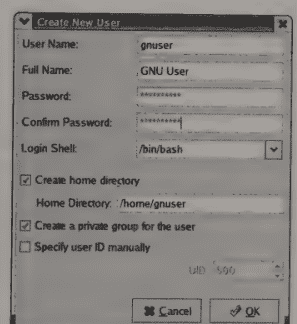 Create New User
User Name: gnuser
Full Name: GNU User
Password: **********
Confirm Password: **********
Login Shell: /bin/bash
Create home directory
Home Directory: /home/gnuser
Create a private group for the user
Specify user ID manually
UID: 500
Cancel OK